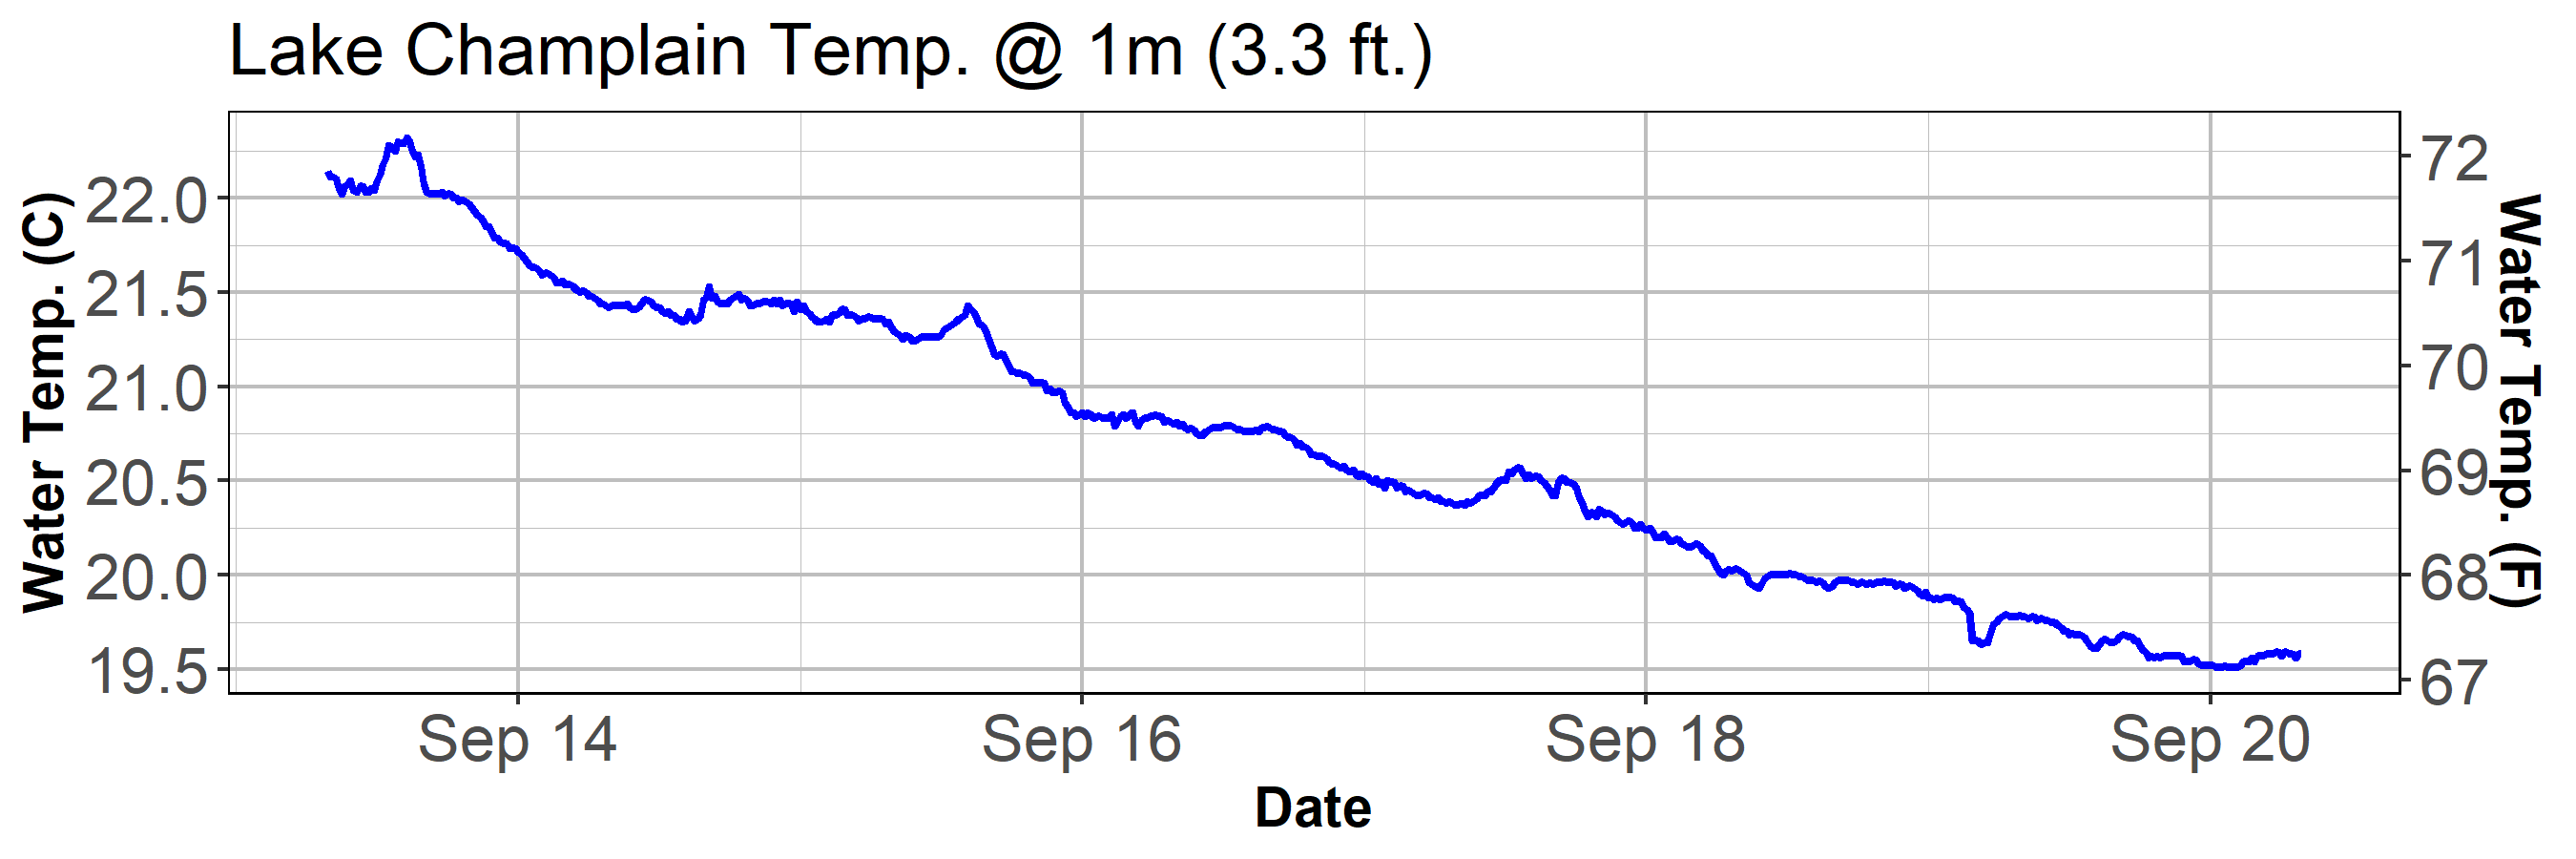 Lake Champlain Temp. @ 1m (3.3 ft.)
Water Temp. (C)
22.0
21.5
21.0
20.5
20.0
19.5
72
71
70
69
68
67
Water Temp. (F)
Sep 14 Sep 16 Sep 18 Sep 20
Date